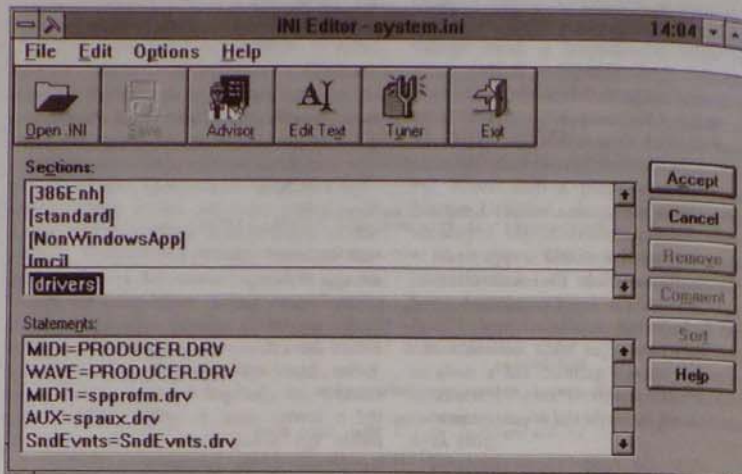 INI Editor - system.ini 14:04
File Edit Options Help
Open .INI Save Advisor Edit Text Tuner Exit
Sections:
[386Enh]
[standard]
[NonWindowsApp]
[mci]
[drivers]
Accept
Cancel
Remove
Comment
Sort
Help
Statements:
MIDI=PRODUCER.DRV
WAVE=PRODUCER.DRV
MIDI1=spprofm.drv
AUX=spaux.drv
SndEvnts=SndEvnts.drv